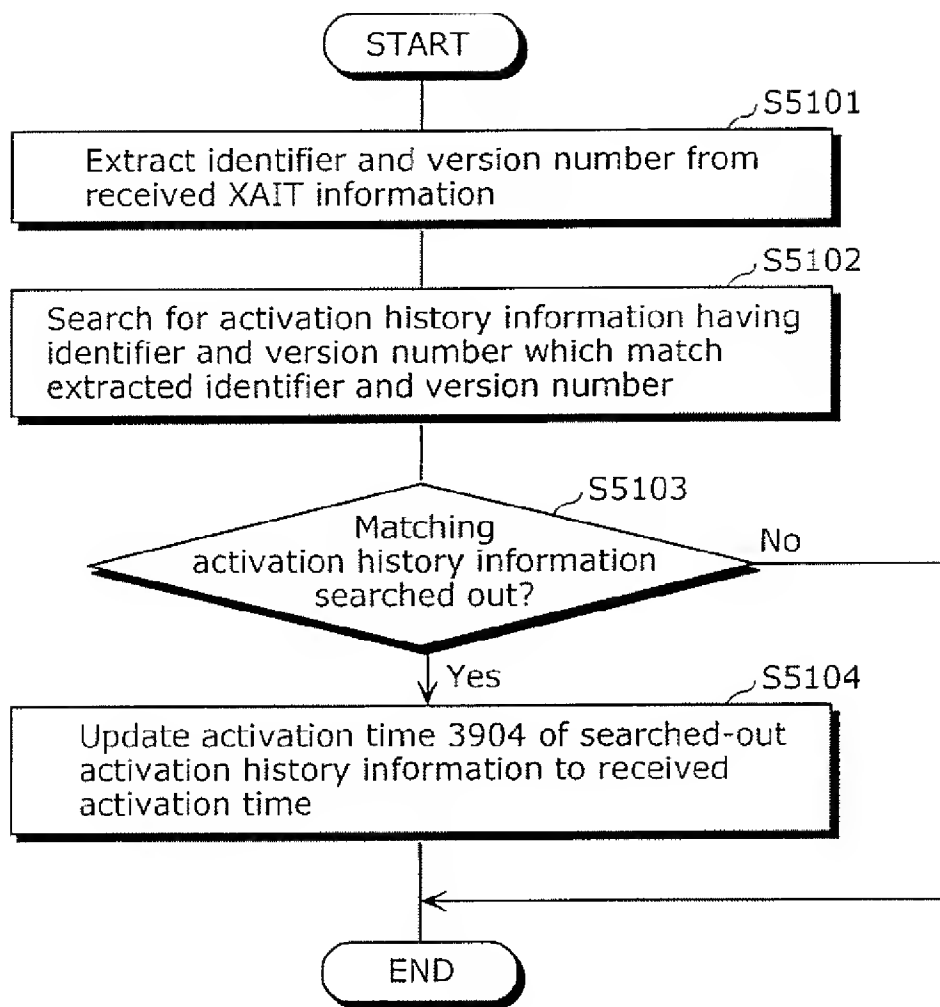 START
S5101
Extract identifier and version number from
received XAIT information
S5102
Search for activation history information having
identifier and version number which match
extracted identifier and version number
S5103
Matching
activation history information
searched out?
No
Yes
S5104
Update activation time 3904 of searched-out
activation history information to received
activation time
END